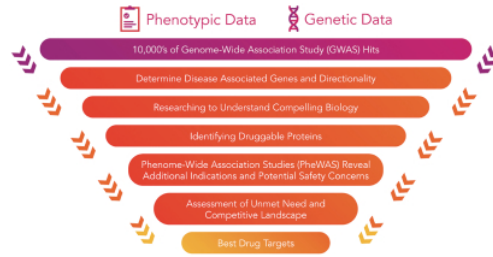 Phenotypic Data
Genetic Data
10,000's of Genome-Wide Association Study (GWAS) Hits
Determine Disease Associated Genes and Directionality
Researching to Understand Compelling Biology
Identifying Druggable Proteins
Phenome-Wide Association Studies (PheWAS) Reveal
Additional Indications and Potential Safety Concerns
Assessment of Unmet Need and
Competitive Landscape
Best Drug Targets